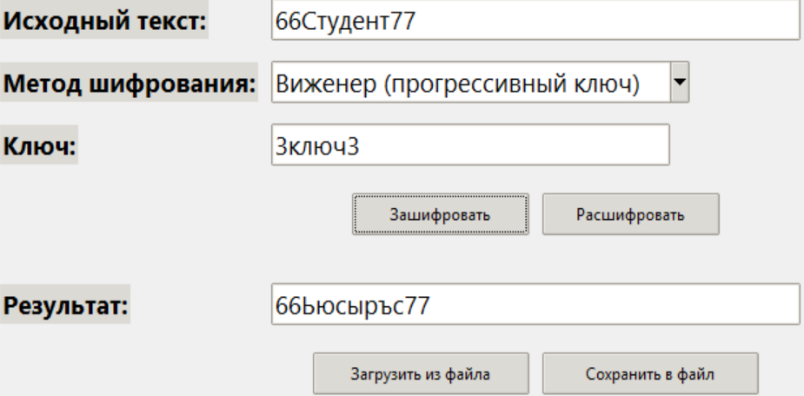 Исходный текст: 66Студент77
Метод шифрования: Виженер (прогрессивный ключ)
Ключ: 3ключ3
Зашифровать Расшифровать
Результат: 66Ьюсыръс77
Загрузить из файла Сохранить в файл